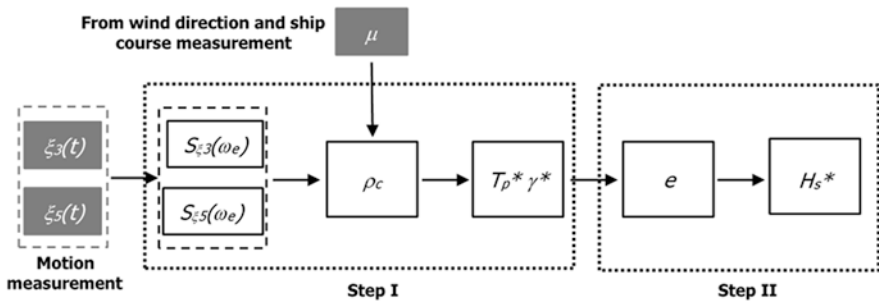 From wind direction and ship
course measurement
μ
ξ3(t)
ξ5(t)
Motion
measurement
Sξ3(ωe)
Sξ5(ωe)
ρc
Tp* γ*
Step I
e
Hs*
Step II